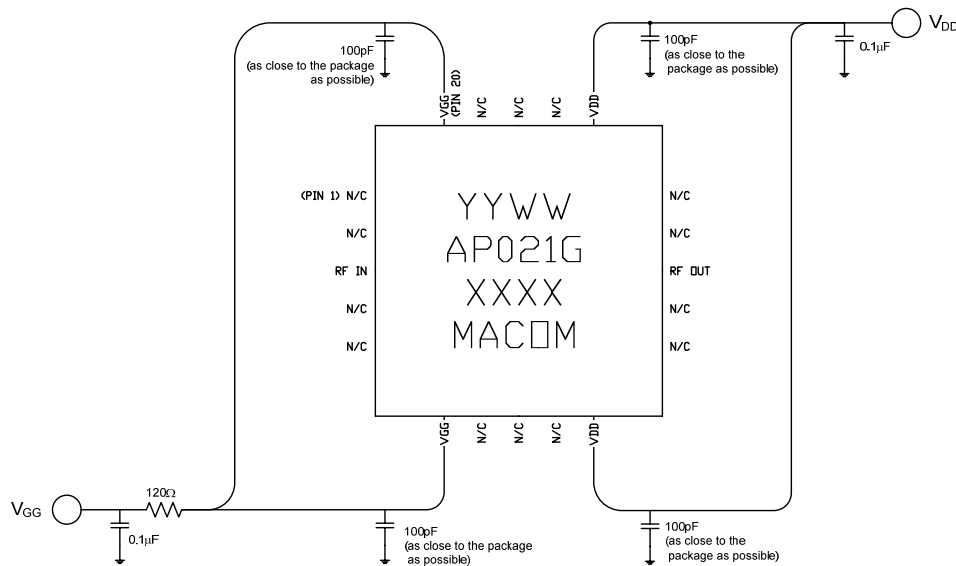 100pF
(as close to the package
as possible)
100pF
(as close to the
package as possible)
0.1µF
VDD
VGG
(PIN 20)
N/C
N/C
N/C
VDD
(PIN 1) N/C
N/C
RF IN
N/C
N/C
YYWW
AP021G
XXXX
MACOM
N/C
N/C
RF OUT
N/C
N/C
VGG
N/C
N/C
N/C
VDD
VGG
120Ω
0.1µF
100pF
(as close to the package
as possible)
100pF
(as close to the
package as possible)